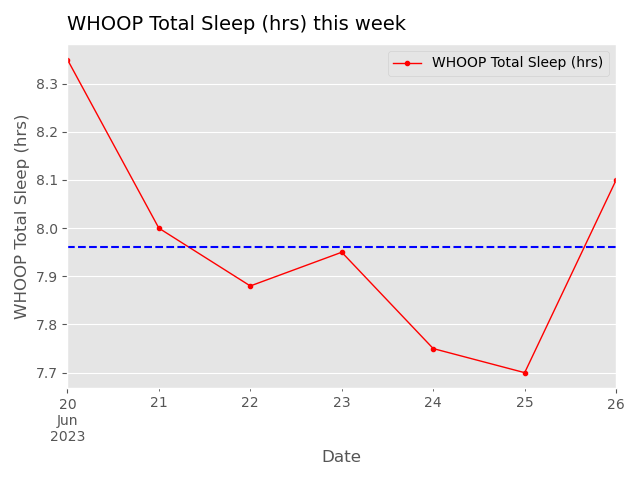 WHOOP Total Sleep (hrs) this week
WHOOP Total Sleep (hrs)
WHOOP Total Sleep (hrs)
8.3
8.2
8.1
8.0
7.9
7.8
7.7
20 21 22 23 24 25 26
Jun
2023
Date